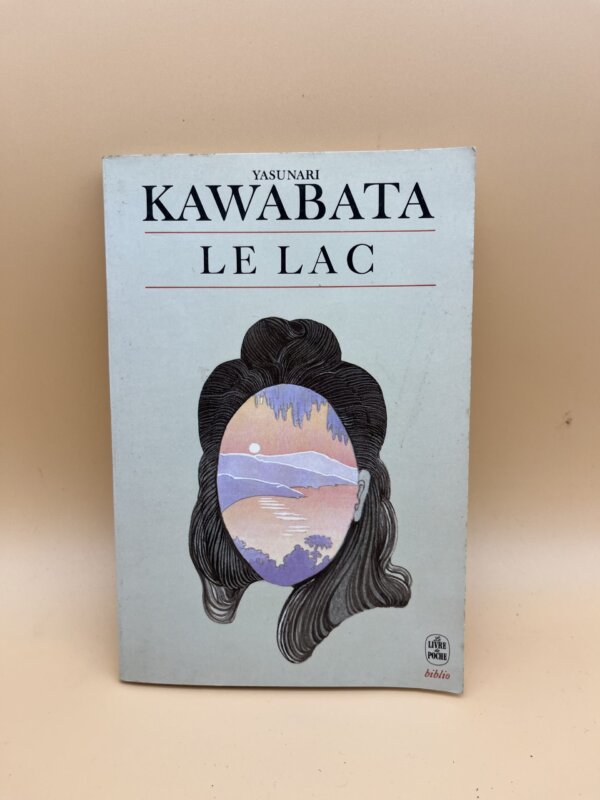 YASUNARI
KAWABATA
LE LAC
Le
LIVRE
de
POCHE
biblio